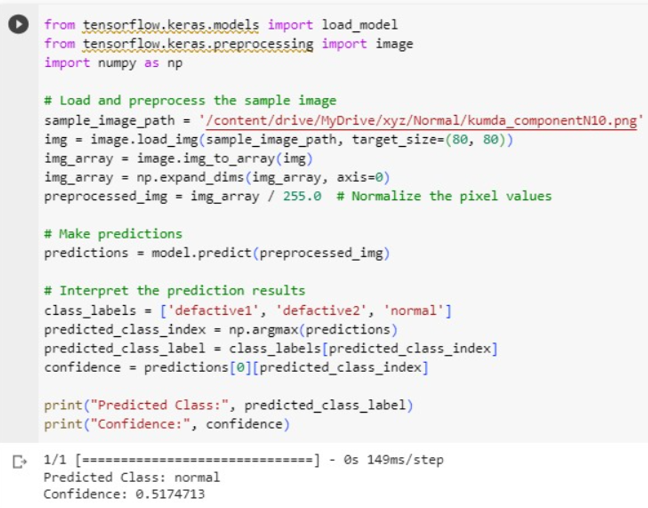 from tensorflow.keras.models import load_model
from tensorflow.keras.preprocessing import image
import numpy as np
# Load and preprocess the sample image
sample_image_path = '/content/drive/MyDrive/xyz/Normal/kumda_componentN10.png'
img = image.load_img(sample_image_path, target_size=(80, 80))
img_array = image.img_to_array(img)
img_array = np.expand_dims(img_array, axis=0)
preprocessed_img = img_array / 255.0  # Normalize the pixel values
# Make predictions
predictions = model.predict(preprocessed_img)
# Interpret the prediction results
class_labels = ['defactive1', 'defactive2', 'normal']
predicted_class_index = np.argmax(predictions)
predicted_class_label = class_labels[predicted_class_index]
confidence = predictions[0][predicted_class_index]
print("Predicted Class:", predicted_class_label)
print("Confidence:", confidence)
1/1 [==============================] - 0s 149ms/step
Predicted Class: normal
Confidence: 0.5174713